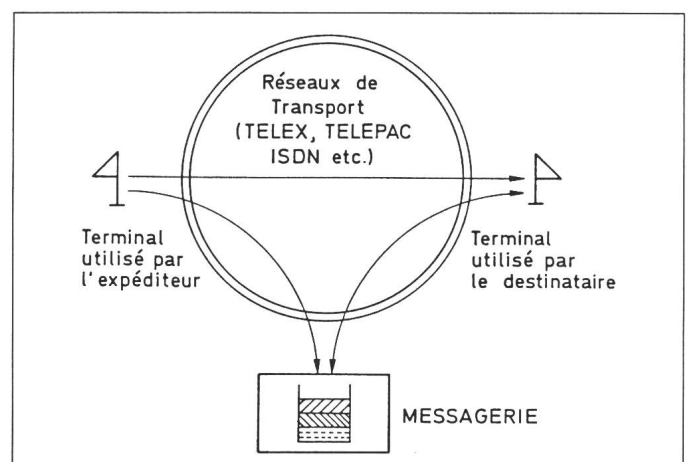 Réseaux de
Transport
(TELEX, TELEPAC
ISDN etc.)
Terminal
utilisé par
l'expéditeur
Terminal
utilisé par
le destinataire
MESSAGERIE